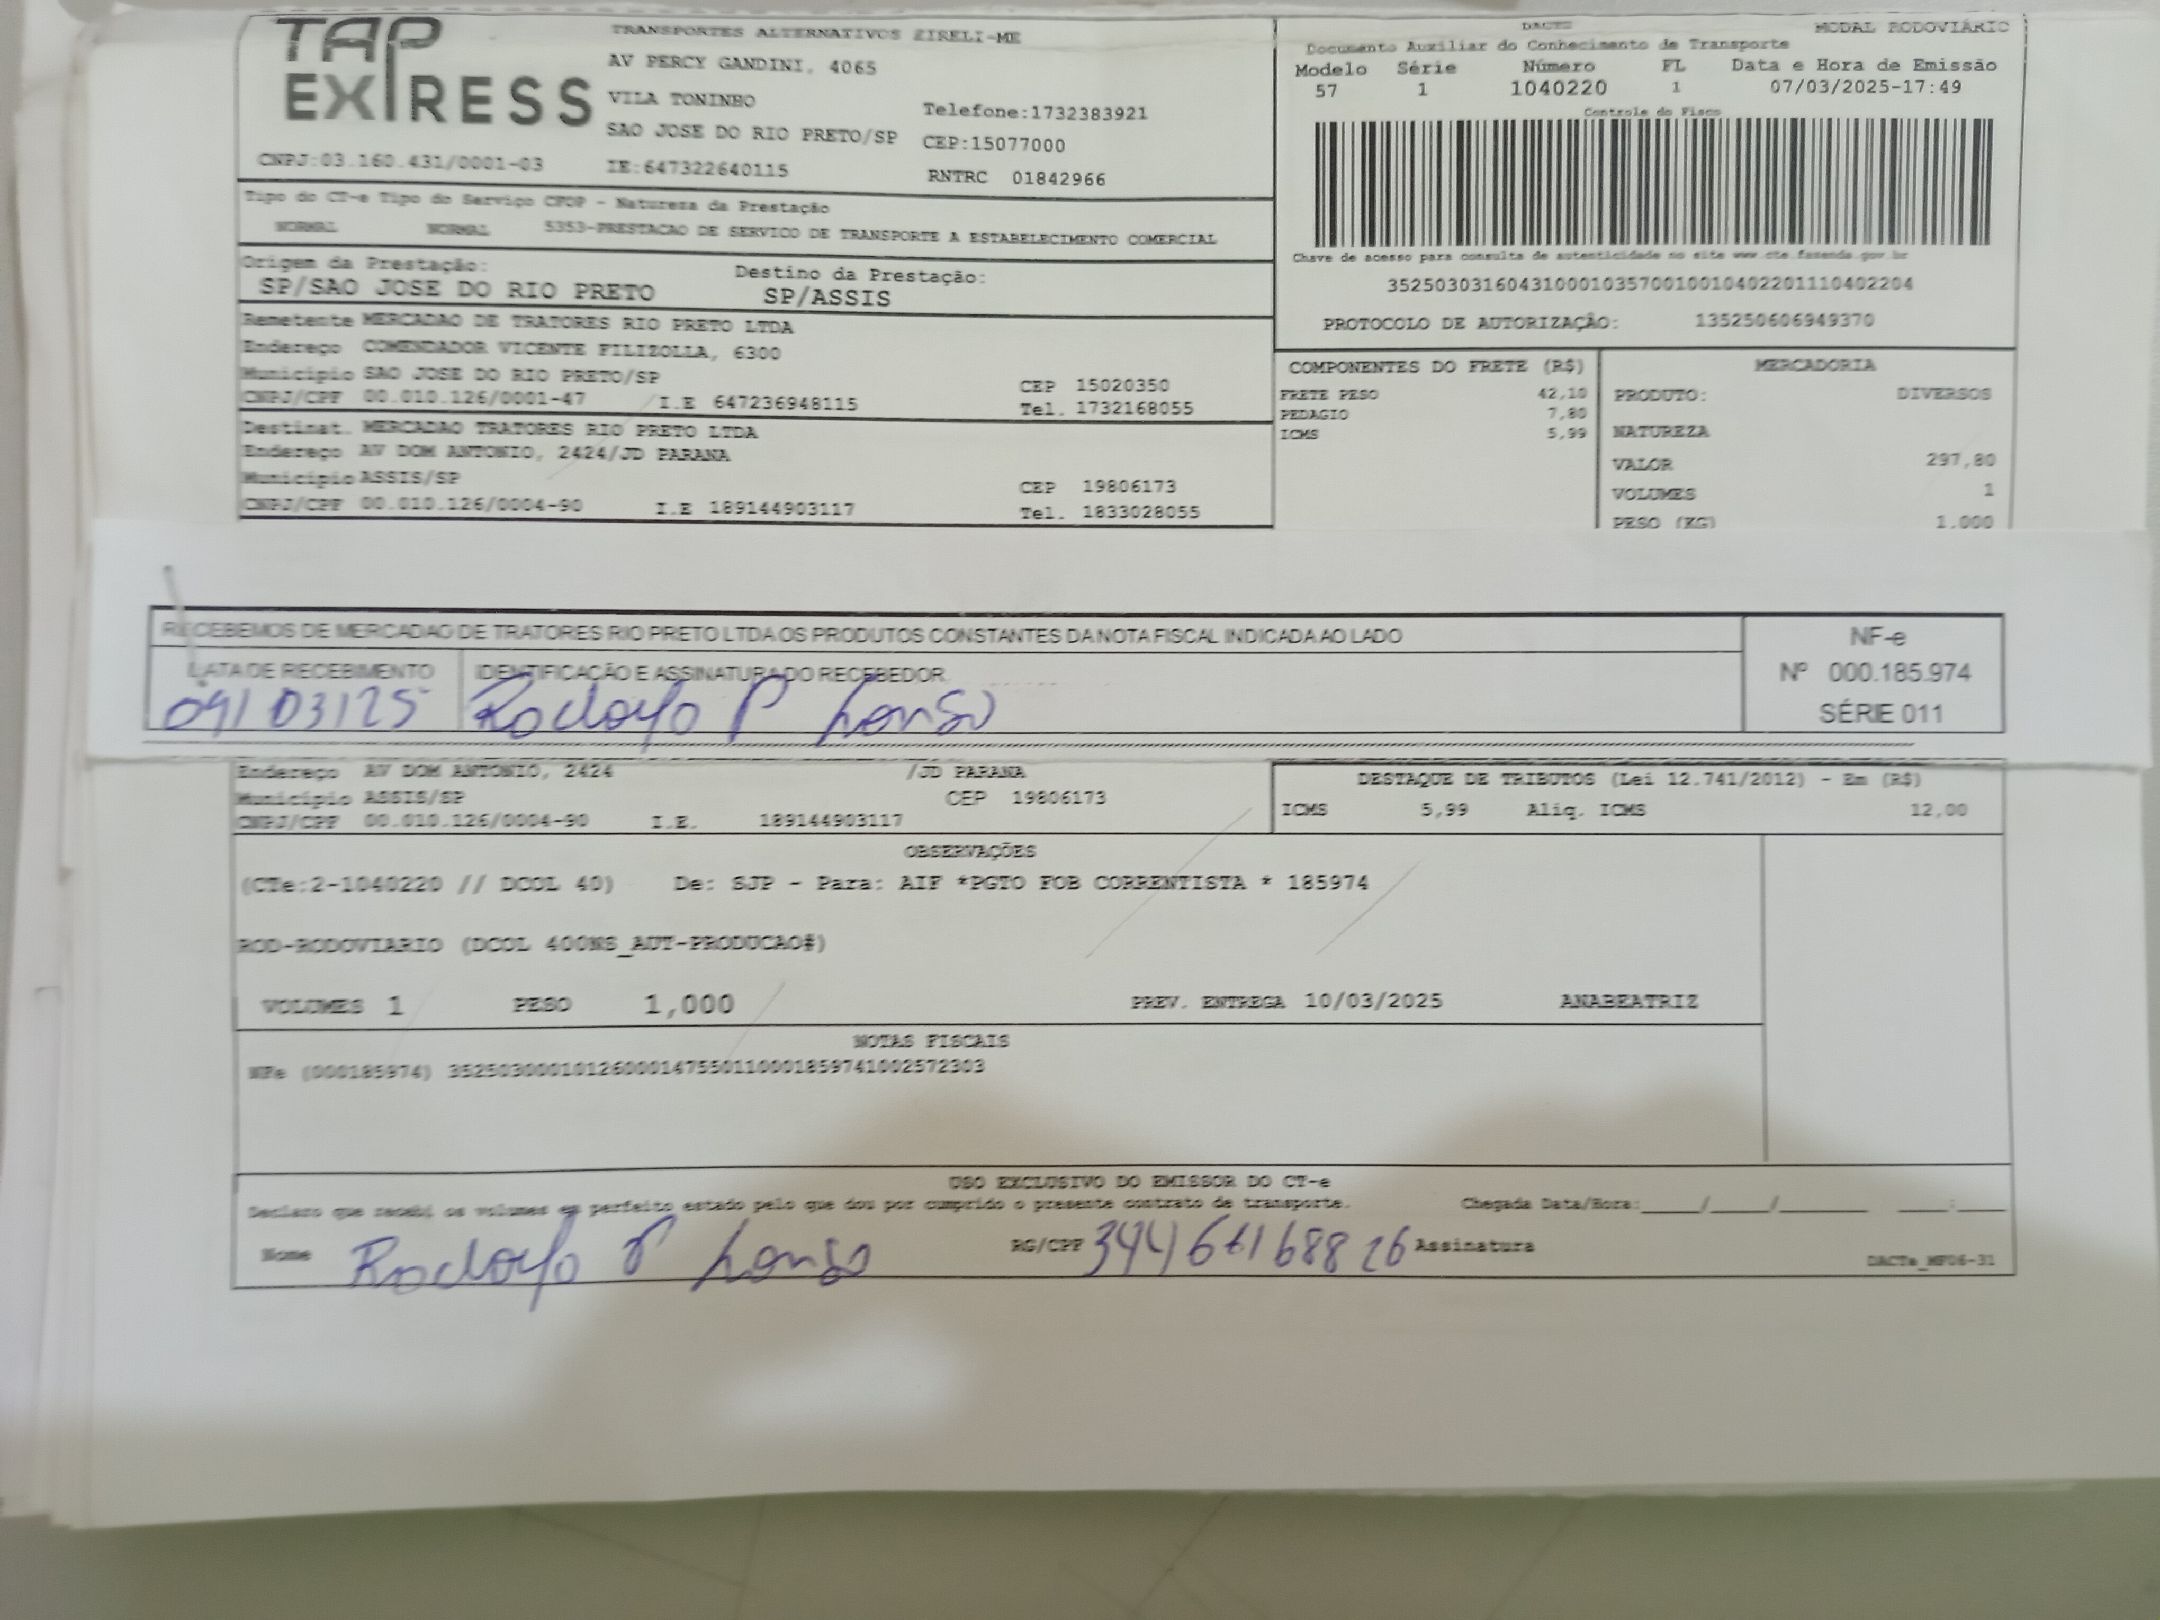 TAP
EXPRESS
TRANSPORTES ALTERNATIVOS EIRELI-ME
AV PERCY GANDINI, 4065
VILA TONINHO
Telefone:1732383921
SAO JOSE DO RIO PRETO/SP CEP:15077000
CNPJ:03.160.431/0001-03 IE:647322640115 RNTRC 01842966
Tipo do CT-e Tipo do Serviço CFOP - Natureza da Prestação
NORMAL NORMAL 5353-PRESTACAO DE SERVICO DE TRANSPORTE A ESTABELECIMENTO COMERCIAL
Origem da Prestação: Destino da Prestação:
SP/SAO JOSE DO RIO PRETO SP/ASSIS
Remetente MERCADAO DE TRATORES RIO PRETO LTDA
Endereço COMENDADOR VICENTE FILIZOLLA, 6300
Município SAO JOSE DO RIO PRETO/SP CEP 15020350
CNPJ/CPF 00.010.126/0001-47 I.E 647236948115 Tel. 1732168055
Destinat. MERCADAO TRATORES RIO PRETO LTDA
Endereço AV DOM ANTONIO, 2424/JD PARANA
Município ASSIS/SP CEP 19806173
CNPJ/CPF 00.010.126/0004-90 I.E 189144903117 Tel. 1833028055
DACTE MODAL RODOVIÁRIO
Documento Auxiliar do Conhecimento de Transporte
Modelo Série Número FL Data e Hora de Emissão
57 1 1040220 1 07/03/2025-17:49
Controle do Fisco
Chave de acesso para consulta de autenticidade no site www.cte.fazenda.gov.br
35250303160431000103570010010402201110402204
PROTOCOLO DE AUTORIZAÇÃO: 135250606949370
COMPONENTES DO FRETE (R$)
FRETE PESO 42,10
PEDAGIO 7,80
ICMS 5,99
MERCADORIA
PRODUTO: DIVERSOS
NATUREZA
VALOR 297,80
VOLUMES 1
PESO (KG) 1,000
RECEBEMOS DE MERCADAO DE TRATORES RIO PRETO LTDA OS PRODUTOS CONSTANTES DA NOTA FISCAL INDICADA AO LADO
DATA DE RECEBIMENTO IDENTIFICAÇÃO E ASSINATURA DO RECEBEDOR
Rodolfo P
NF-e
Nº 000.185.974
SÉRIE 011
Endereço AV DOM ANTONIO, 2424 /JD PARANA
Município ASSIS/SP CEP 19806173
CNPJ/CPF 00.010.126/0004-90 I.E. 189144903117
DESTAQUE DE TRIBUTOS (Lei 12.741/2012) - Em (R$)
ICMS 5,99 Aliq. ICMS 12,00
OBSERVAÇÕES
(CTe:2-1040220 // DCOL 40) De: SJP - Para: AIF *PGTO FOB CORRENTISTA * 185974
ROD-RODOVIARIO (DCOL 400NS_AUT-PRODUCAO#)
VOLUMES 1 PESO 1,000 PREV. ENTREGA 10/03/2025 ANABEATRIZ
NOTAS FISCAIS
NFe (000185974) 35250300010126000147550110001859741002572303
USO EXCLUSIVO DO EMISSOR DO CT-e
Declaro que recebi os volumes em perfeito estado pelo que dou por cumprido o presente contrato de transporte. Chegada Data/Hora:_____/_____/_______ ____:____
Nome Rodolfo P RG/CPF Assinatura
DACTe_MF06-31